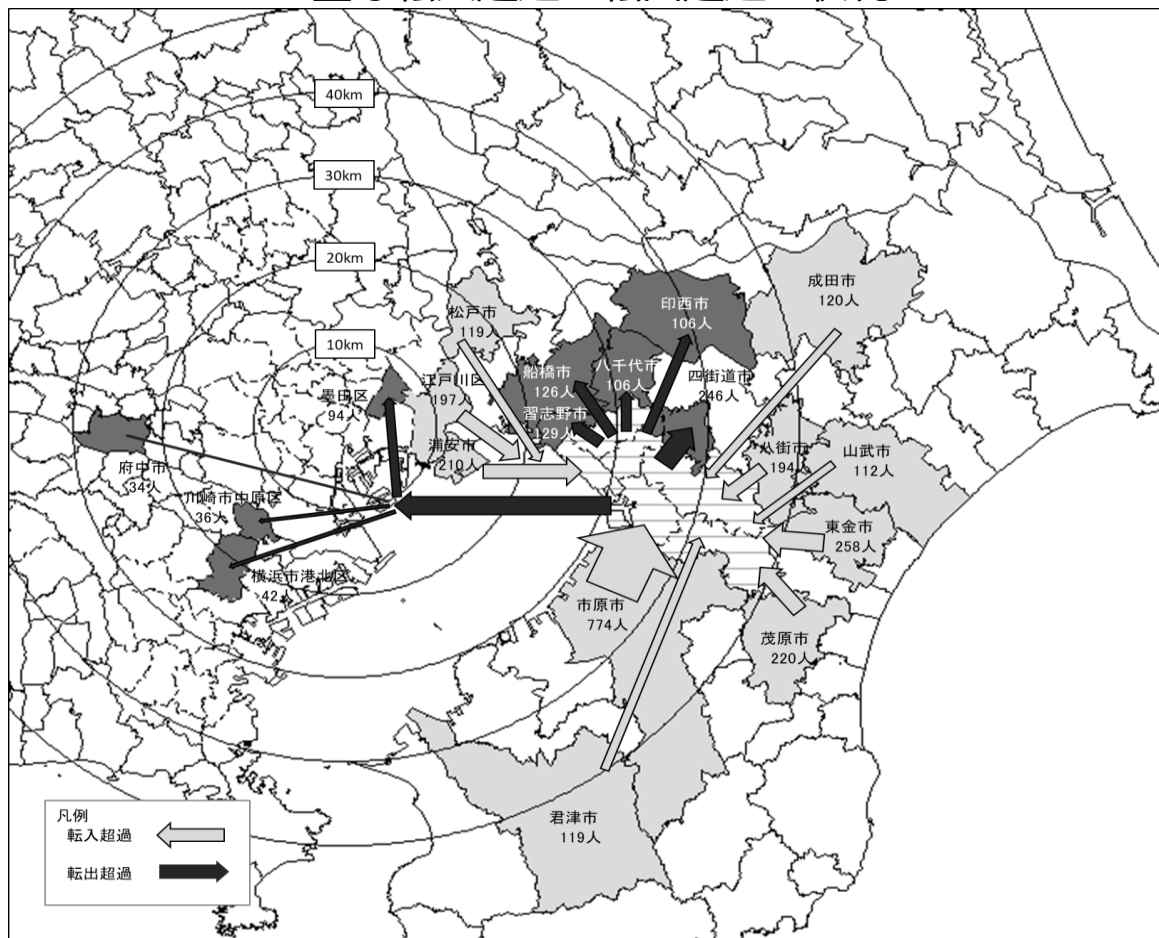 40km
30km
20km
10km
成田市
120人
印西市
106人
松戸市
119人
船橋市
126人
八千代市
106人
四街道市
246人
江戸川区
197人
墨田区
94人
習志野市
129人
浦安市
210人
八街市
194人
山武市
112人
府中市
34人
川崎市中原区
36人
東金市
258人
横浜市港北区
42人
市原市
774人
茂原市
220人
君津市
119人
凡例
転入超過
転出超過